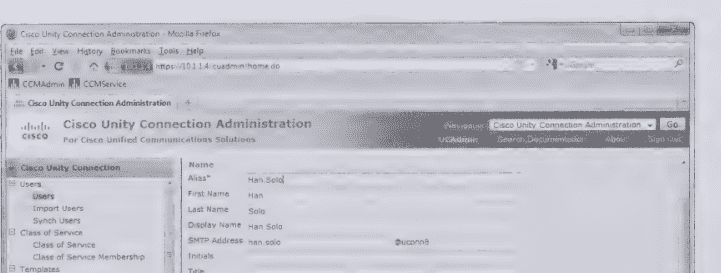 Cisco Unity Connection Administration - Mozilla Firefox
File Edit View History Bookmarks Tools Help
https://10.1.1.4/cuadmin/home.do
CCMAdmin CCMService
Cisco Unity Connection Administration
Cisco Unity Connection Administration
Navigation Cisco Unity Connection Administration Go
CISCO For Cisco Unified Communications Solutions
UCAdmin Search Documentation About Sign Out
Cisco Unity Connection
Users
Users
Import Users
Synch Users
Class of Service
Class of Service
Class of Service Membership
Templates
Name
Alias* Han.Solo
First Name Han
Last Name Solo
Display Name Han Solo
SMTP Address han.solo @uconn8
Initials
Title